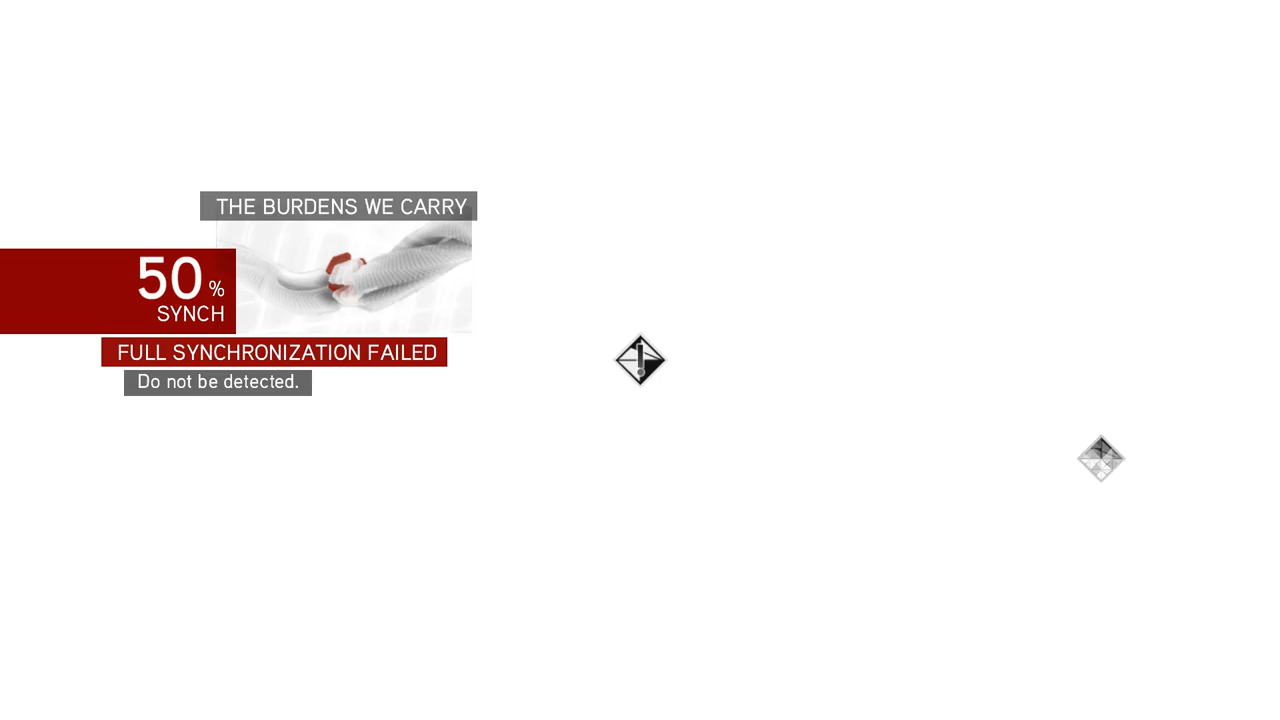 THE BURDENS WE CARRY
50 %
SYNCH
FULL SYNCHRONIZATION FAILED
Do not be detected.